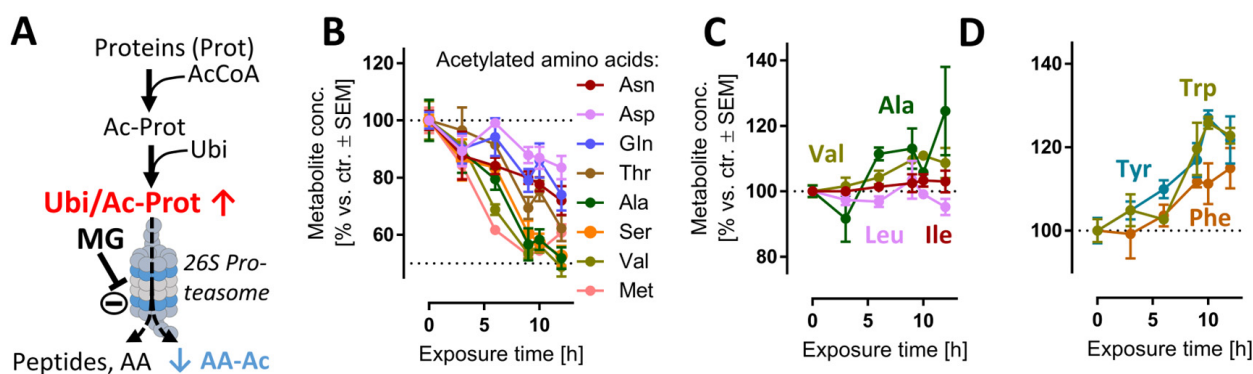 A
Proteins (Prot)
AcCoA
Ac-Prot
Ubi
Ubi/Ac-Prot ↑
MG
26S Pro-
teasome
Peptides, AA
↓ AA-Ac
B
Metabolite conc.
[% vs. ctr. ± SEM]
120
100
80
60
0
5
10
Exposure time [h]
Acetylated amino acids:
Asn
Asp
Gln
Thr
Ala
Ser
Val
Met
C
Metabolite conc.
[% vs. ctr. ± SEM]
140
120
100
80
0
5
10
Exposure time [h]
Ala
Val
Leu
Ile
D
140
120
100
0
5
10
Exposure time [h]
Trp
Tyr
Phe